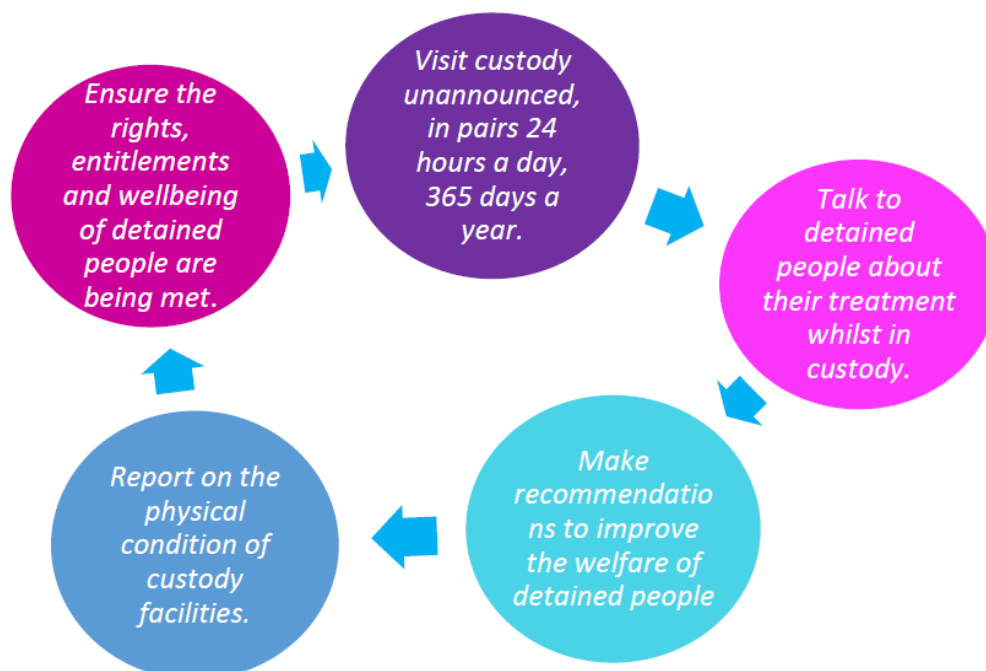 Visit custody
unannounced,
in pairs 24
hours a day,
365 days a
year.
Talk to
detained
people about
their treatment
whilst in
custody.
Make
recommendatio
ns to improve
the welfare of
detained people
Report on the
physical
condition of
custody
facilities.
Ensure the
rights,
entitlements
and wellbeing
of detained
people are
being met.